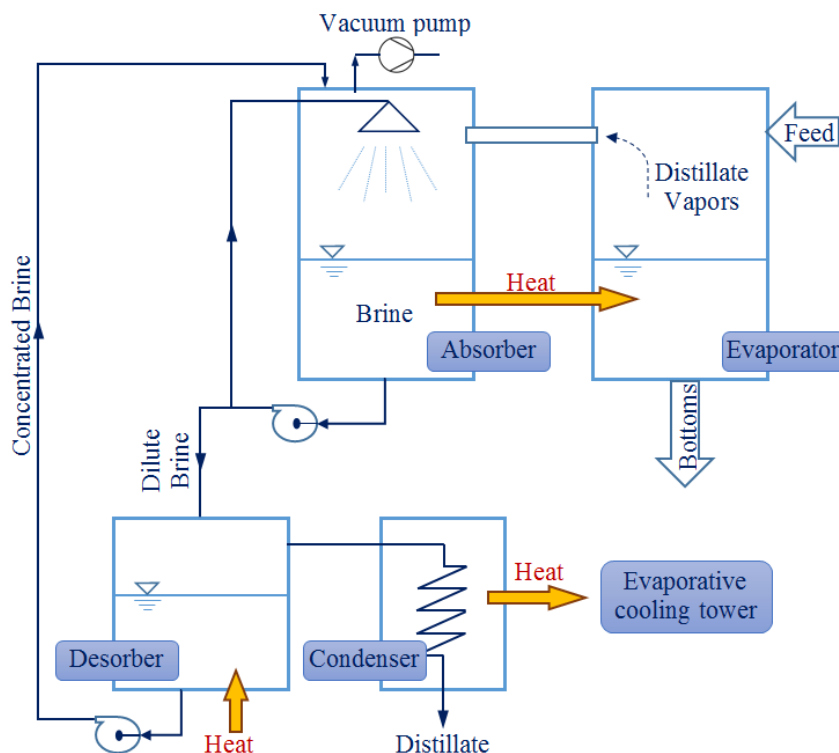 Vacuum pump
Feed
Distillate
Vapors
Heat
Brine
Absorber
Evaporator
Concentrated Brine
Bottoms
Dilute
Brine
Heat
Evaporative
cooling tower
Desorber
Condenser
Heat
Distillate